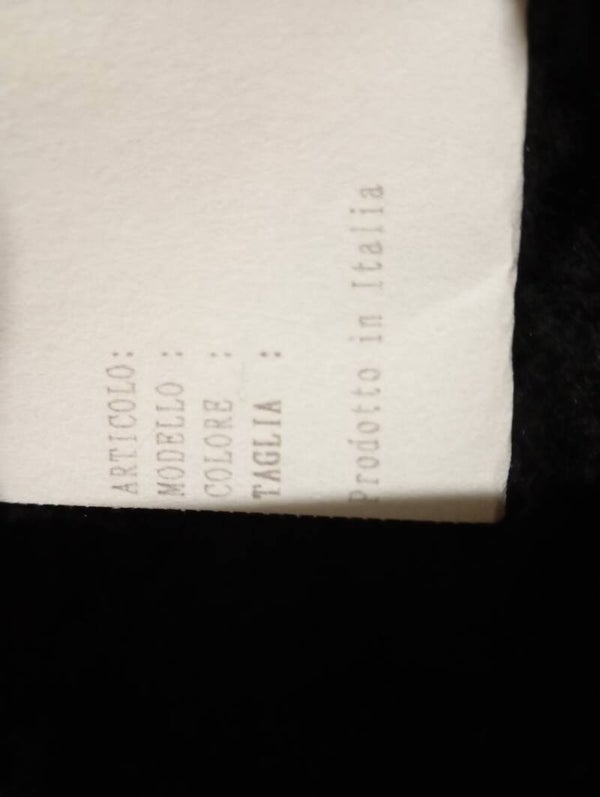 ARTICOLO:
MODELLO :
COLORE :
TAGLIA :
Prodotto in Italia